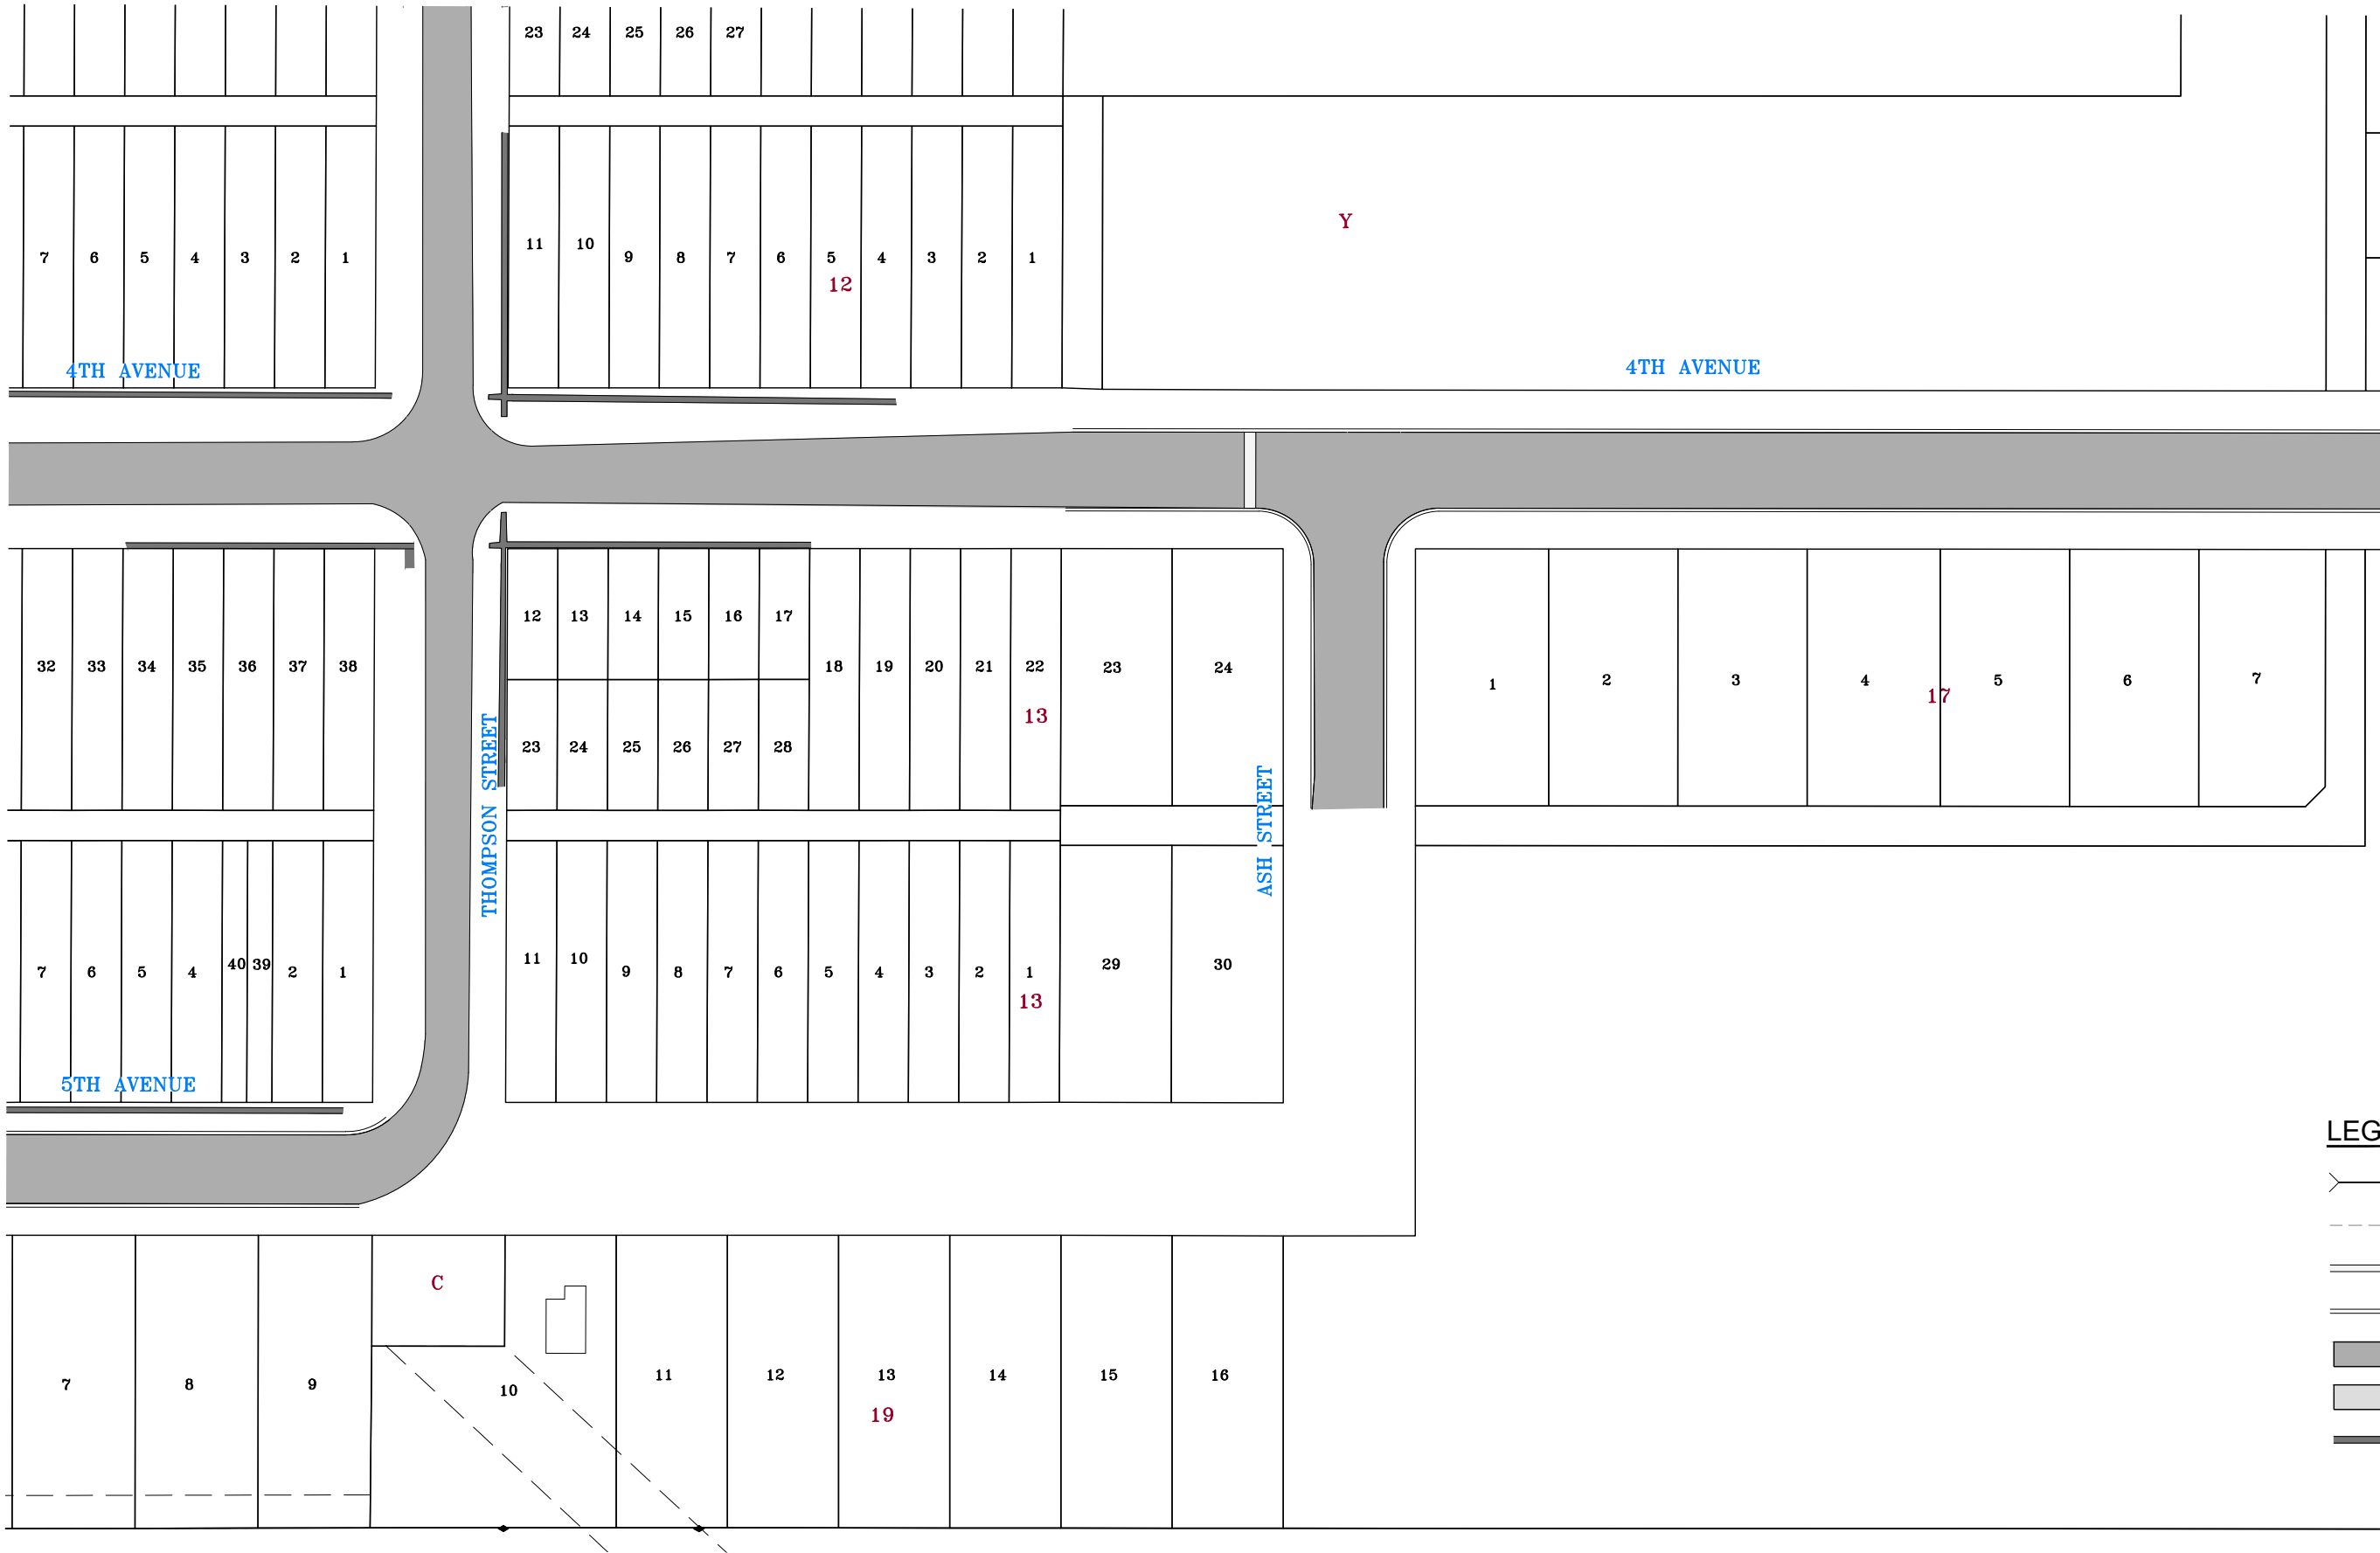 23 24 25 26 27
Y
11 10 9 8 7 6 5 4 3 2 1
7 6 5 4 3 2 1
12
4TH AVENUE
4TH AVENUE
12 13 14 15 16 17
32 33 34 35 36 37 38
18 19 20 21 22 23 24
1 2 3 4 5 6 7
17
13
23 24 25 26 27 28
THOMPSON STREET
ASH STREET
7 6 5 4 40 39 2 1
11 10 9 8 7 6 5 4 3 2 1 29 30
13
5TH AVENUE
LEG
C
7 8 9 10 11 12 13 14 15 16
19